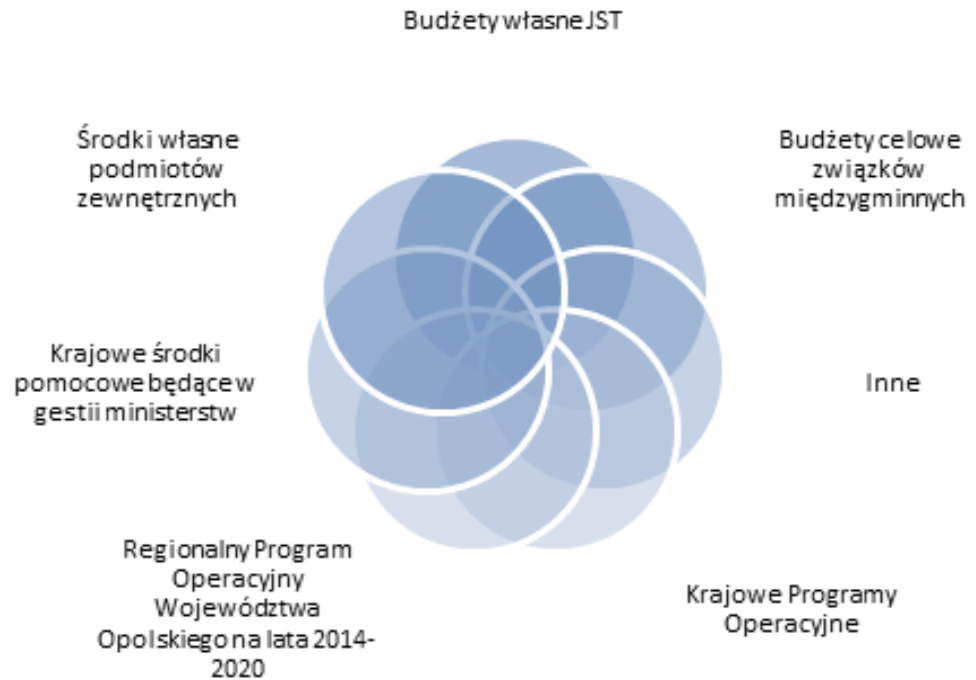 Budżety własne JST
Środki własne
podmiotów
zewnętrznych
Budżety celowe
związków
międzygminnych
Krajowe środki
pomocowe będące w
gestii ministerstw
Inne
Regionalny Program
Operacyjny
Województwa
Opolskiego na lata 2014-
2020
Krajowe Programy
Operacyjne